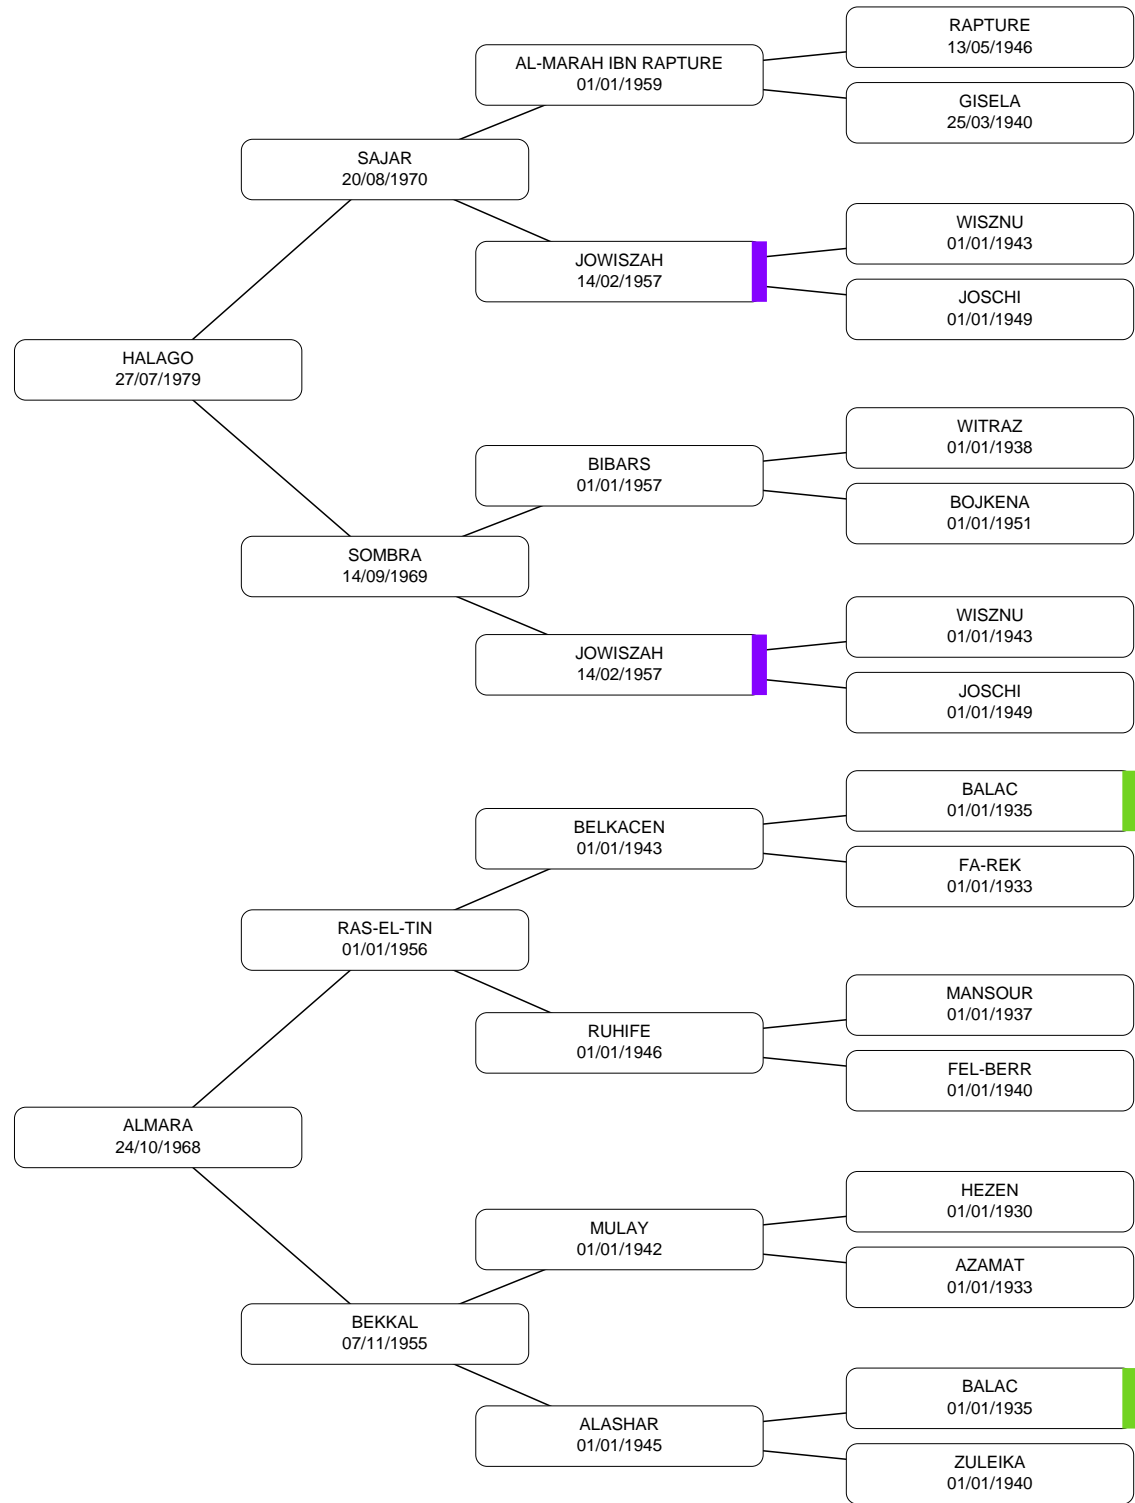 RAPTURE
13/05/1946
AL-MARAH IBN RAPTURE
01/01/1959
GISELA
25/03/1940
SAJAR
20/08/1970
WISZNU
01/01/1943
JOWISZAH
14/02/1957
JOSCHI
01/01/1949
HALAGO
27/07/1979
WITRAZ
01/01/1938
BIBARS
01/01/1957
BOJKENA
01/01/1951
SOMBRA
14/09/1969
WISZNU
01/01/1943
JOWISZAH
14/02/1957
JOSCHI
01/01/1949
BALAC
01/01/1935
BELKACEN
01/01/1943
FA-REK
01/01/1933
RAS-EL-TIN
01/01/1956
MANSOUR
01/01/1937
RUHIFE
01/01/1946
FEL-BERR
01/01/1940
ALMARA
24/10/1968
HEZEN
01/01/1930
MULAY
01/01/1942
AZAMAT
01/01/1933
BEKKAL
07/11/1955
BALAC
01/01/1935
ALASHAR
01/01/1945
ZULEIKA
01/01/1940